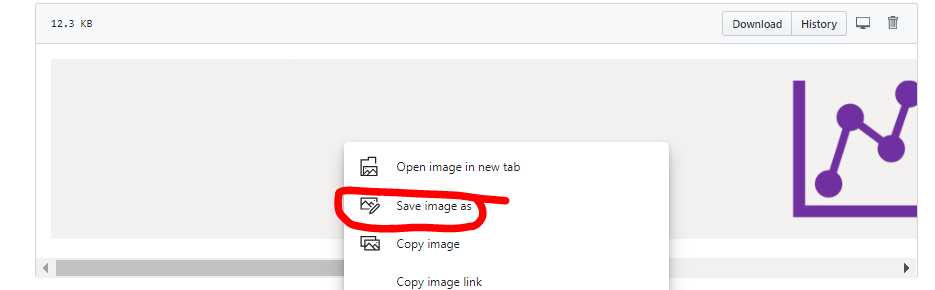 12.3 KB
Download History
Open image in new tab
Save image as
Copy image
Copy image link